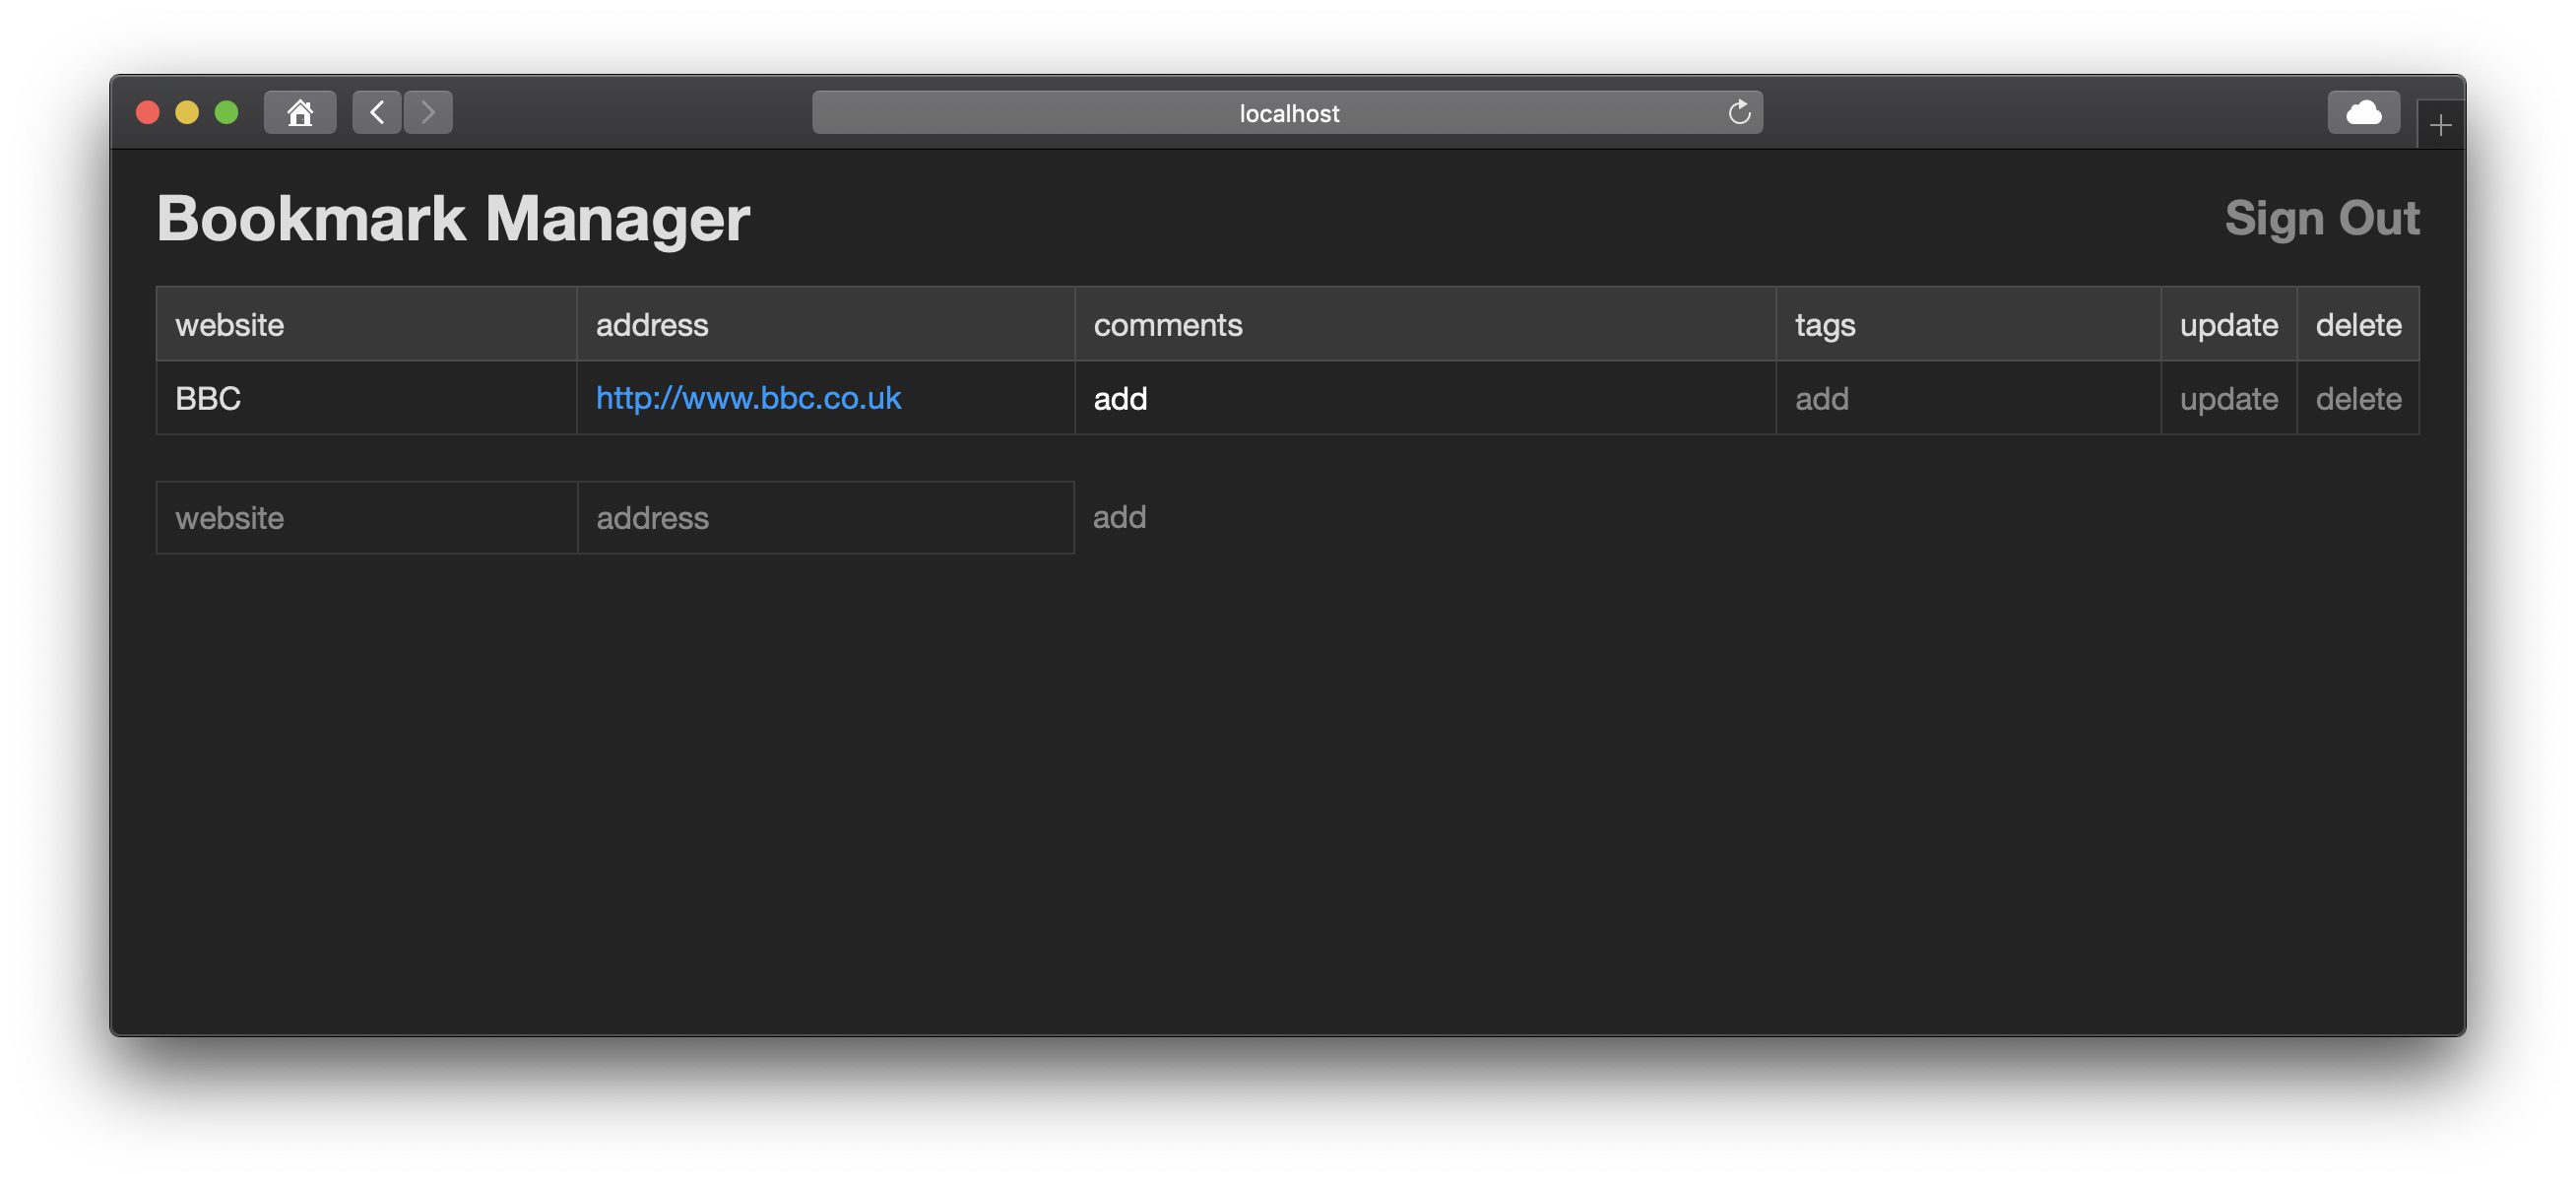 localhost
Bookmark Manager Sign Out
website address comments tags update delete
BBC http://www.bbc.co.uk add add update delete
website address add